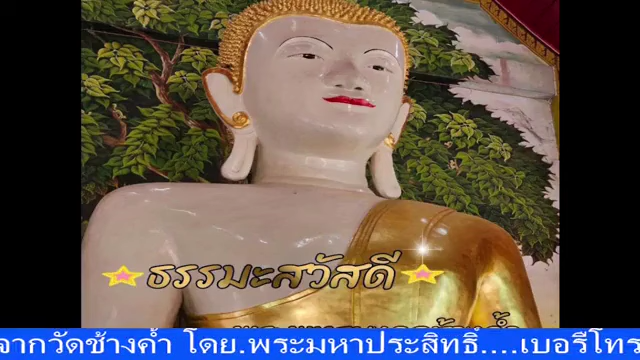 ธรรมะสวัสดี
จากวัดช้างค้ำ โดย.พระมหาประสิทธิ์....เบอร์โทร